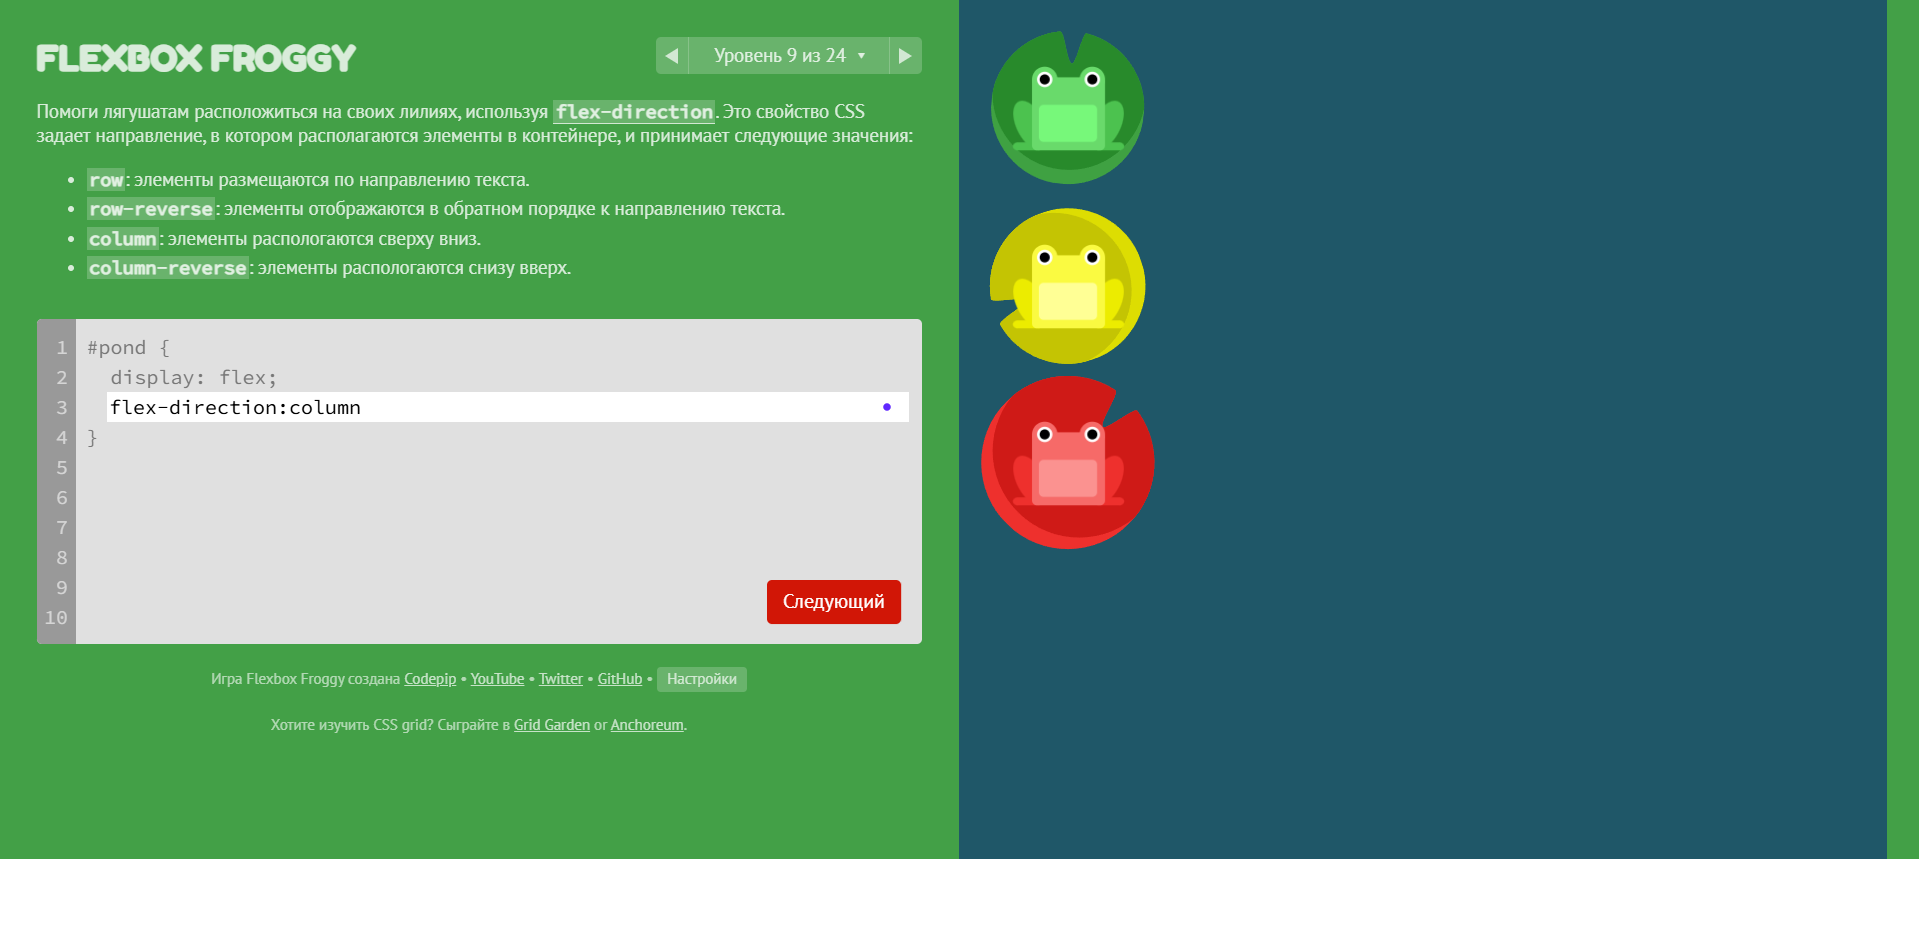 FLEXBOX FROGGY
Уровень 9 из 24
Помоги лягушатам расположиться на своих лилиях, используя flex-direction. Это свойство CSS
задает направление, в котором располагаются элементы в контейнере, и принимает следующие значения:
• row: элементы размещаются по направлению текста.
• row-reverse: элементы отображаются в обратном порядке к направлению текста.
• column: элементы распологаются сверху вниз.
• column-reverse: элементы распологаются снизу вверх.
1 #pond {
2 display: flex;
3 flex-direction:column
4 }
5
6
7
8
9
10
Следующий
Игра Flexbox Froggy создана Codepip • YouTube • Twitter • GitHub • Настройки
Хотите изучить CSS grid? Сыграйте в Grid Garden or Anchoreum.